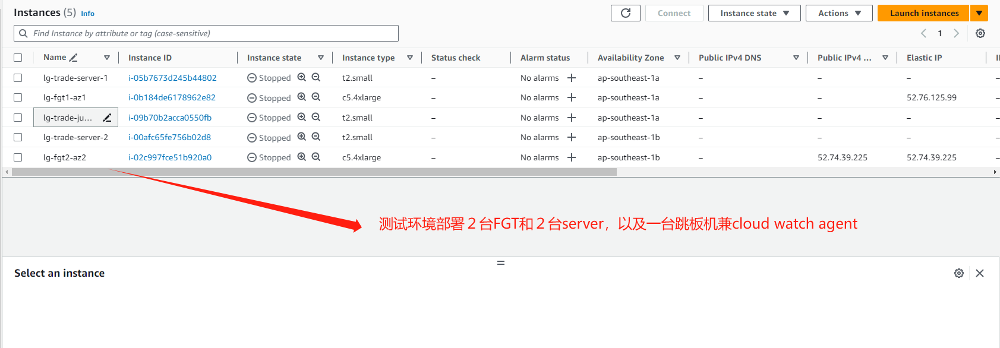 Instances (5) Info
Connect Instance state Actions Launch instances
Find Instance by attribute or tag (case-sensitive)
1
Name Instance ID Instance state Instance type Status check Alarm status Availability Zone Public IPv4 DNS Public IPv4 ... Elastic IP
lg-trade-server-1 i-05b7673d245b44802 Stopped t2.small – No alarms + ap-southeast-1a – – – –
lg-fgt1-az1 i-0b184de6178962e82 Stopped c5.4xlarge – No alarms + ap-southeast-1a – – 52.76.125.99 –
lg-trade-ju... i-09b70b2acca0550fb Stopped t2.small – No alarms + ap-southeast-1a – – – –
lg-trade-server-2 i-00afc65fe756b02d8 Stopped t2.small – No alarms + ap-southeast-1b – – – –
lg-fgt2-az2 i-02c997fce51b920a0 Stopped c5.4xlarge – No alarms + ap-southeast-1b – 52.74.39.225 52.74.39.225 –
测试环境部署２台FGT和２台server，以及一台跳板机兼cloud watch agent
Select an instance